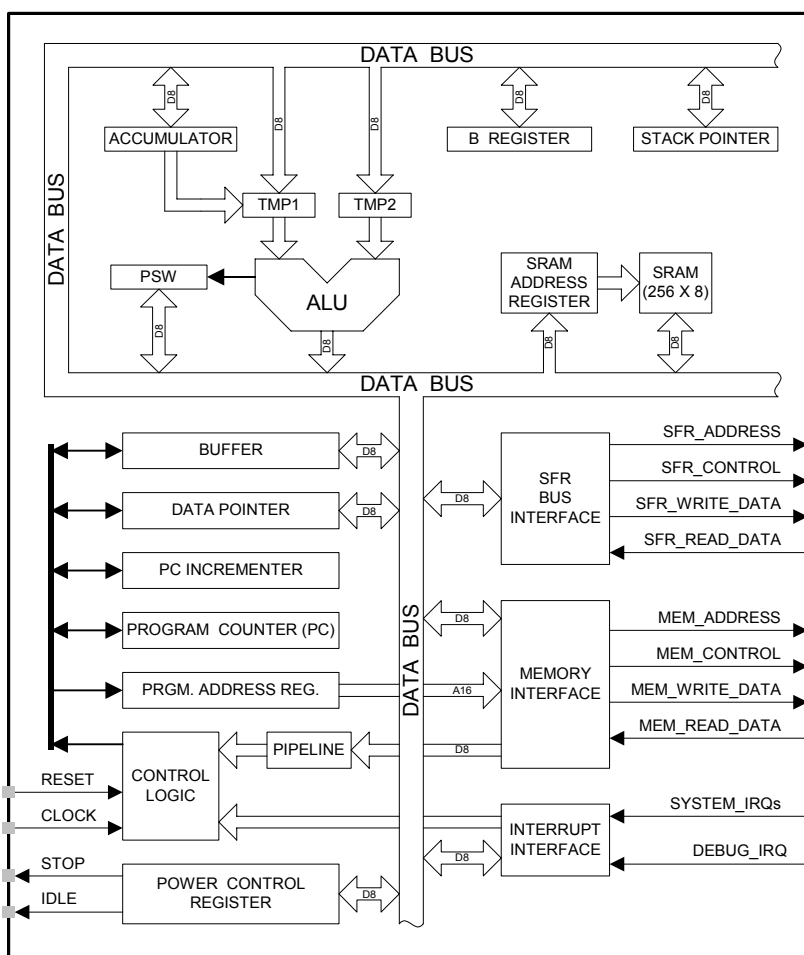 DATA BUS
D8
D8
D8
D8
D8
ACCUMULATOR
B REGISTER
STACK POINTER
DATA BUS
TMP1
TMP2
PSW
ALU
SRAM
ADDRESS
REGISTER
SRAM
(256 X 8)
D8
D8
D8
D8
DATA BUS
BUFFER
D8
DATA POINTER
D8
PC INCREMENTER
PROGRAM COUNTER (PC)
PRGM. ADDRESS REG.
DATA BUS
D8
SFR
BUS
INTERFACE
SFR_ADDRESS
SFR_CONTROL
SFR_WRITE_DATA
SFR_READ_DATA
D8
A16
D8
MEMORY
INTERFACE
MEM_ADDRESS
MEM_CONTROL
MEM_WRITE_DATA
MEM_READ_DATA
PIPELINE
CONTROL
LOGIC
RESET
CLOCK
INTERRUPT
INTERFACE
D8
SYSTEM_IRQs
DEBUG_IRQ
STOP
IDLE
POWER CONTROL
REGISTER
D8